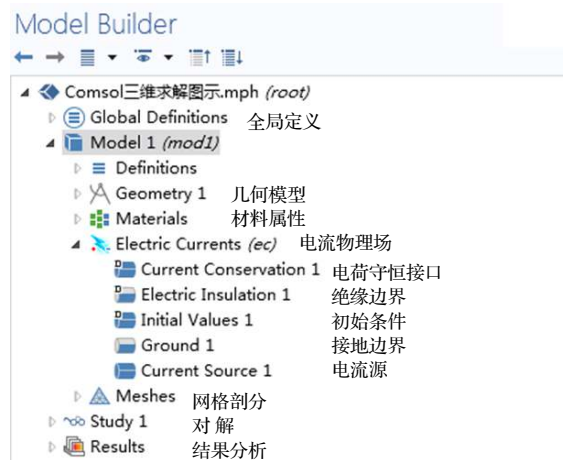 Model Builder
Comsol三维求解图示.mph (root)
Global Definitions 全局定义
Model 1 (mod1)
Definitions
Geometry 1 几何模型
Materials 材料属性
Electric Currents (ec) 电流物理场
Current Conservation 1 电荷守恒接口
Electric Insulation 1 绝缘边界
Initial Values 1 初始条件
Ground 1 接地边界
Current Source 1 电流源
Meshes 网格剖分
Study 1 对 解
Results 结果分析